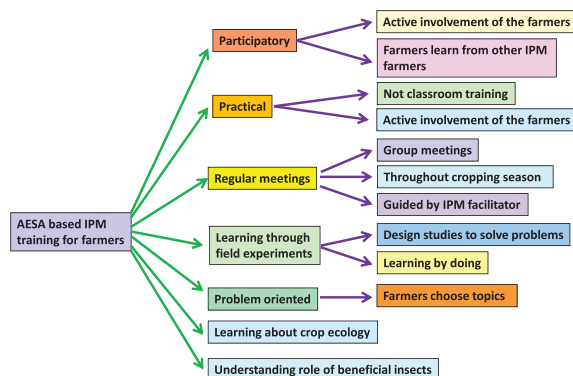 Active involvement of the farmers
Participatory
Farmers learn from other IPM
farmers
Not classroom training
Practical
Active involvement of the farmers
Group meetings
Regular meetings
Throughout cropping season
Guided by IPM facilitator
AESA based IPM
training for farmers
Learning through
field experiments
Design studies to solve problems
Learning by doing
Problem oriented
Farmers choose topics
Learning about crop ecology
Understanding role of beneficial insects